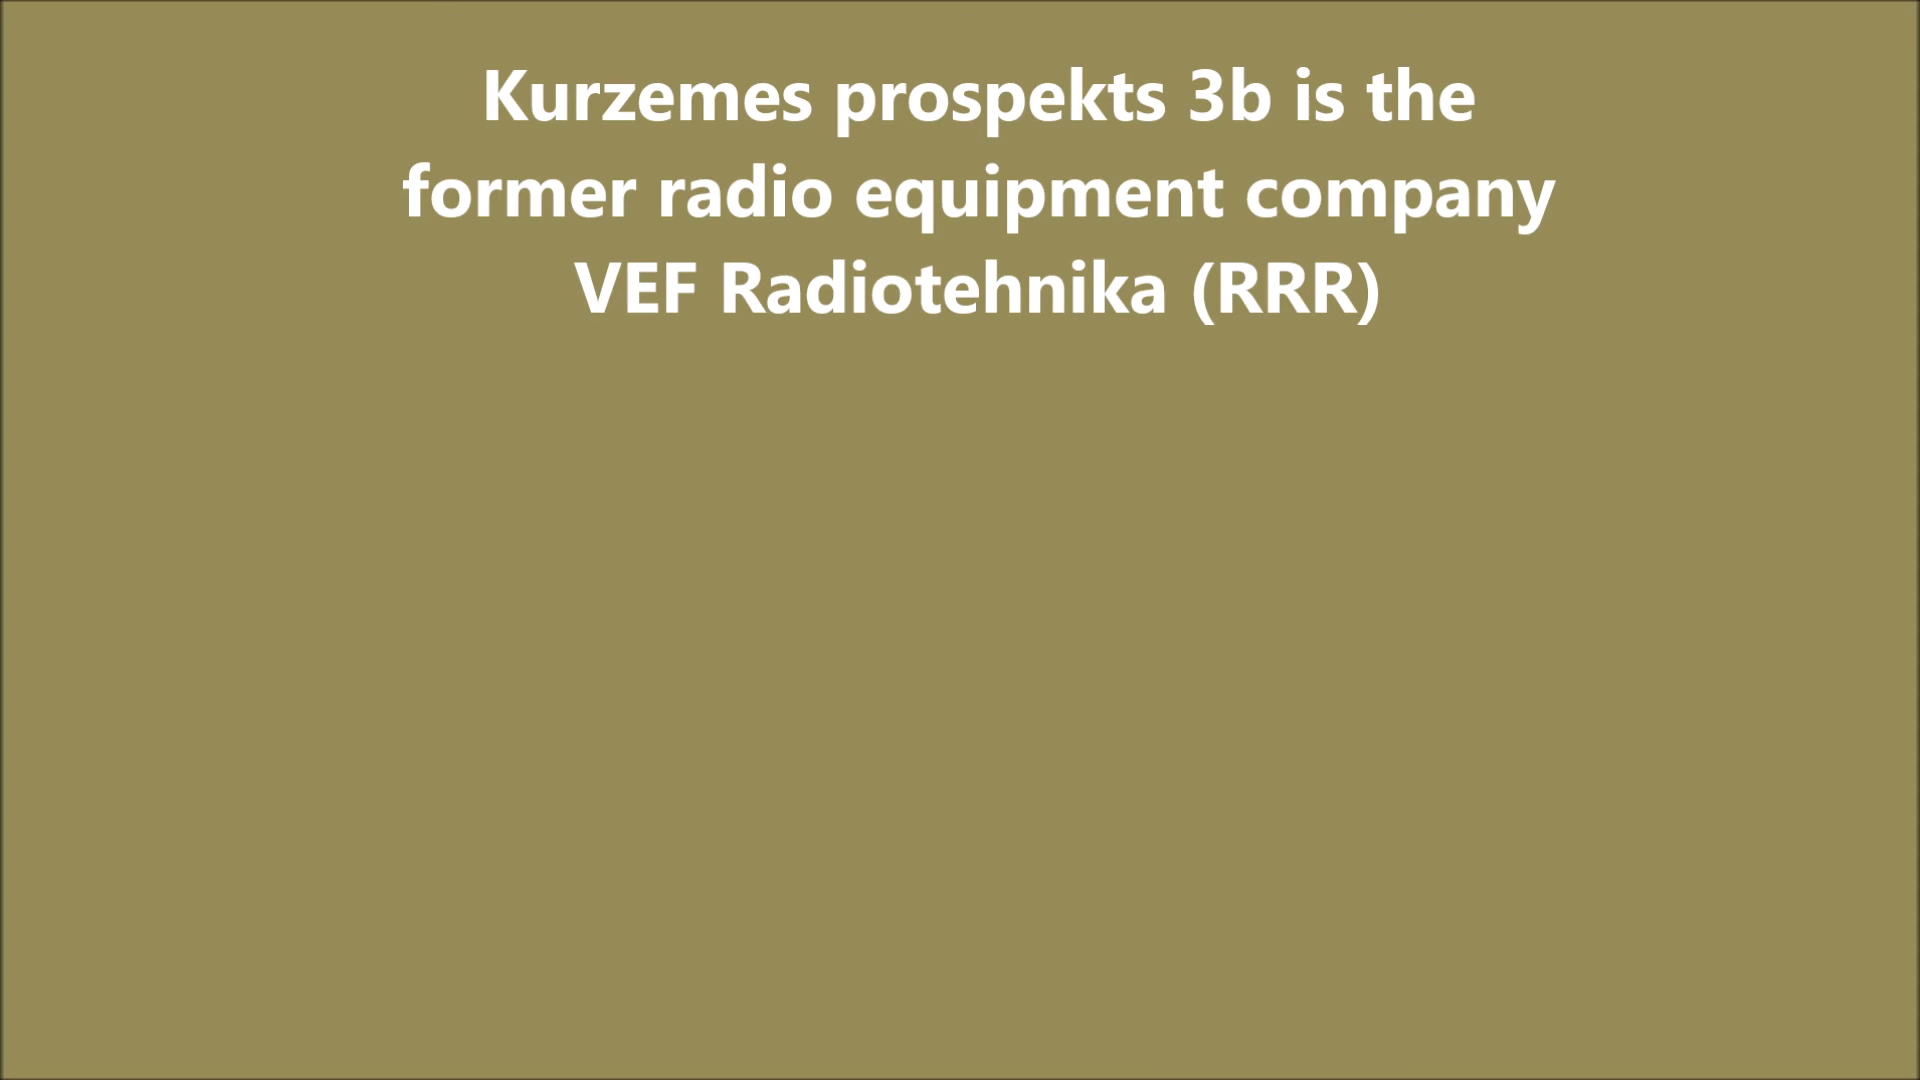 Kurzemes prospekts 3b is the
former radio equipment company
VEF Radiotehnika (RRR)